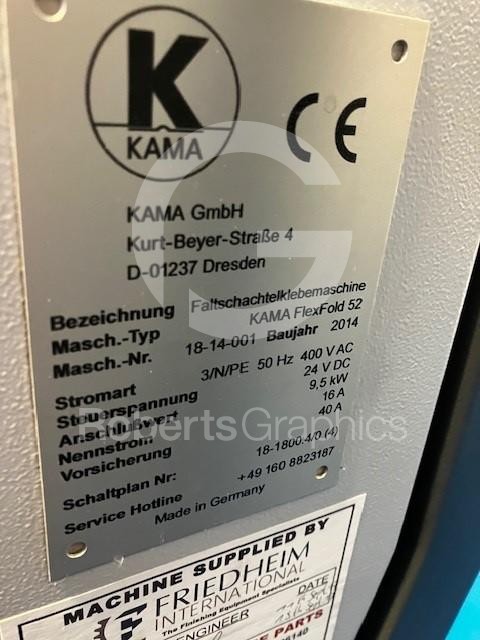 K
KAMA
CE
KAMA GmbH
Kurt-Beyer-Straße 4
D-01237 Dresden
Bezeichnung Faltschachtelklebemaschine
Masch.-Typ KAMA FlexFold 52
Masch.-Nr. 18-14-001 Baujahr 2014
Stromart 3/N/PE 50 Hz 400 V AC
Steuerspannung 24 V DC
Anschlußwert 9,5 kW
Nennstrom 16 A
Vorsicherung 40 A
Schaltplan Nr: 18-1800.4/0 (4)
Service Hotline +49 160 8823187
Made in Germany
RobertsGraphics
MACHINE SUPPLIED BY
FRIEDHEIM
INTERNATIONAL
The Finishing Equipment Specialists
ENGINEER DATE
PARTS